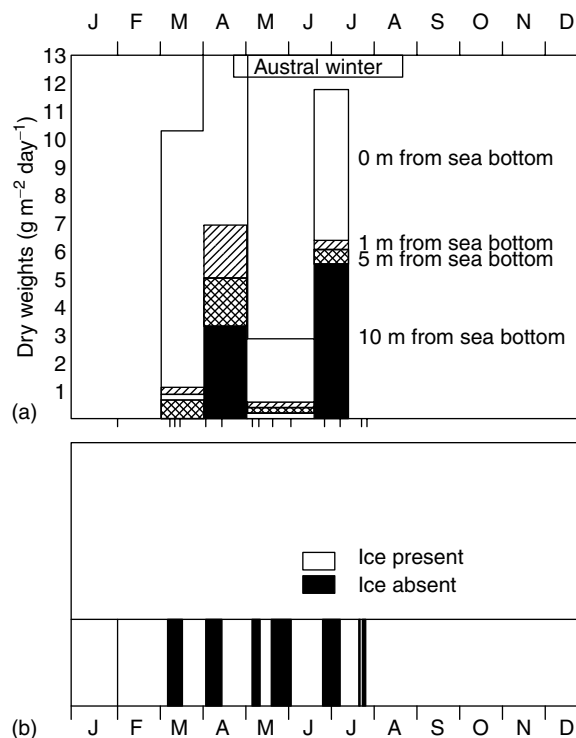 J F M A M J J A S O N D
13
12
11
10
9
8
7
6
5
4
3
2
1
Dry weights (g m⁻² day⁻¹)
Austral winter
0 m from sea bottom
1 m from sea bottom
5 m from sea bottom
10 m from sea bottom
(a)
Ice present
Ice absent
(b)
J F M A M J J A S O N D